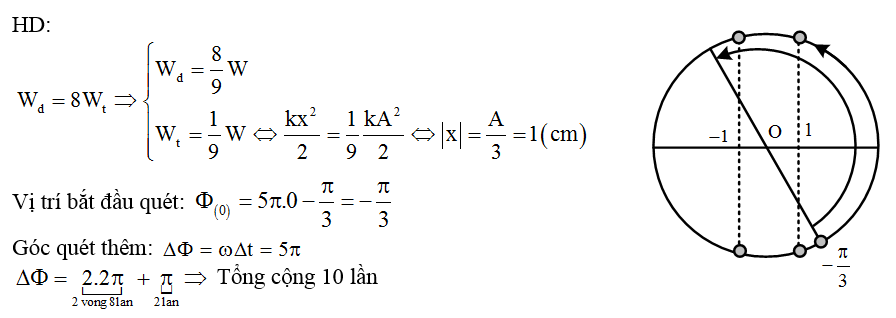 HD:
W_d = 8W_t ⇒ { W_d = 8/9 W
W_t = 1/9 W ⇔ kx²/2 = 1/9 kA²/2 ⇔ |x| = A/3 = 1(cm)
Vị trí bắt đầu quét: Φ_(0) = 5π.0 − π/3 = − π/3
Góc quét thêm: ΔΦ = ωΔt = 5π
ΔΦ = 2.2π + π ⇒ Tổng cộng 10 lần
2 vong 8lan 2lan
−1 O 1
− π/3